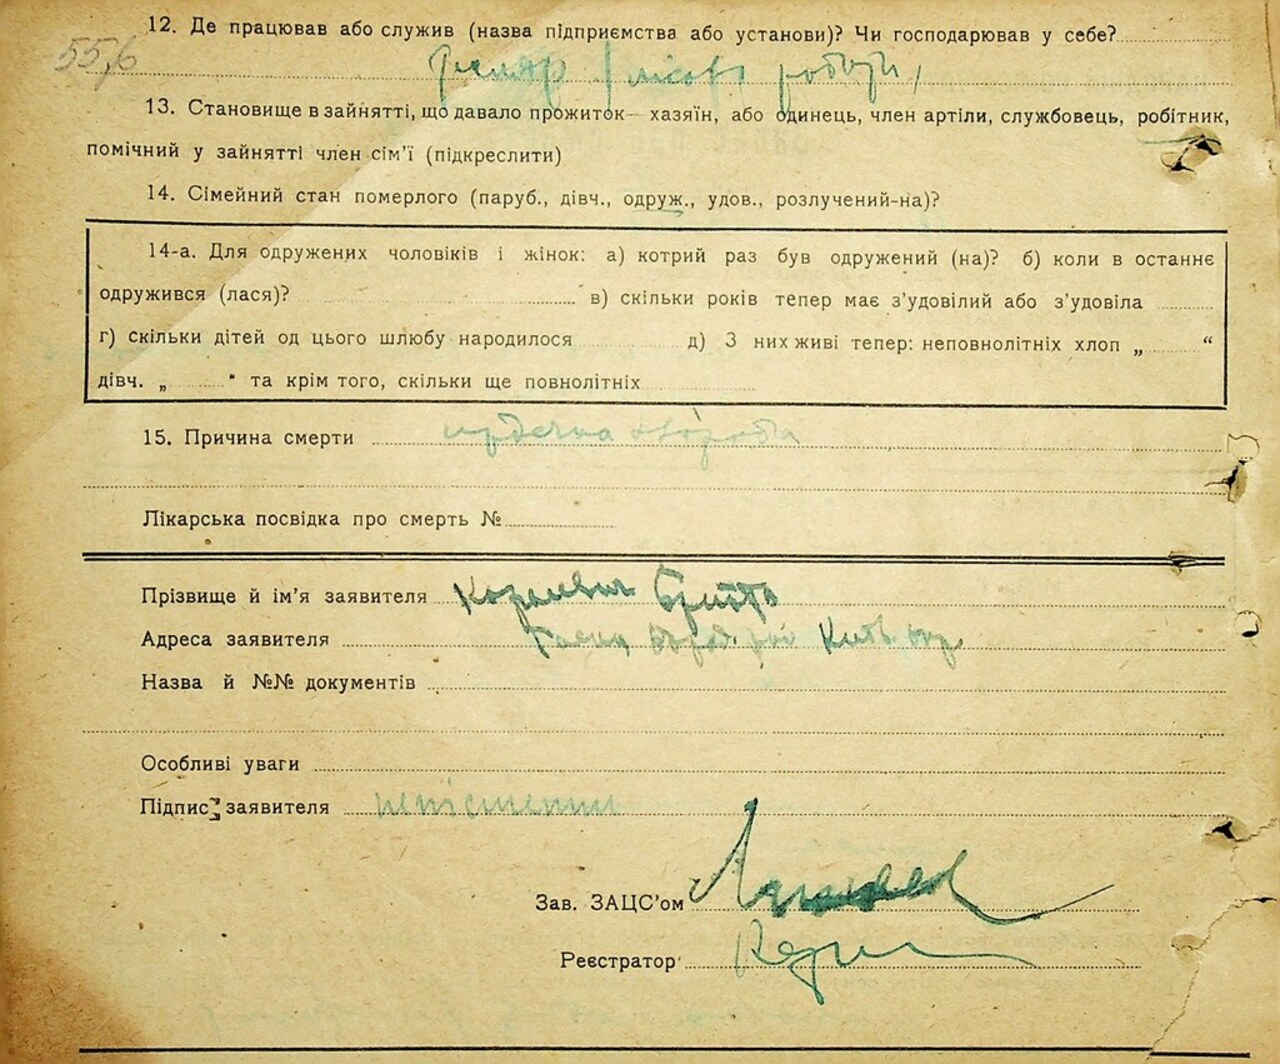 12. Де працював або служив (назва підприємства або установи)? Чи господарював у себе?
55,6
роботи,
13. Становище в зайнятті, що давало прожиток — хазяїн, або одинець, член артіли, службовець, робітник,
помічний у зайнятті член сім’ї (підкреслити)
14. Сімейний стан померлого (паруб., дівч., одруж., удов., розлучений-на)?
14-а. Для одружених чоловіків і жінок: а) котрий раз був одружений (на)? б) коли в останнє
одружився (лася)? в) скільки років тепер має з’удовілий або з’удовіла
г) скільки дітей од цього шлюбу народилося д) З них живі тепер: неповнолітніх хлоп „ “
дівч. „ “ та крім того, скільки ще повнолітніх
15. Причина смерти сердечна хвороба
Лікарська посвідка про смерть №
Прізвище й ім’я заявителя
Адреса заявителя
Назва й №№ документів
Особливі уваги
Підпис заявителя неписьменний
Зав. ЗАЦС’ом
Реєстратор